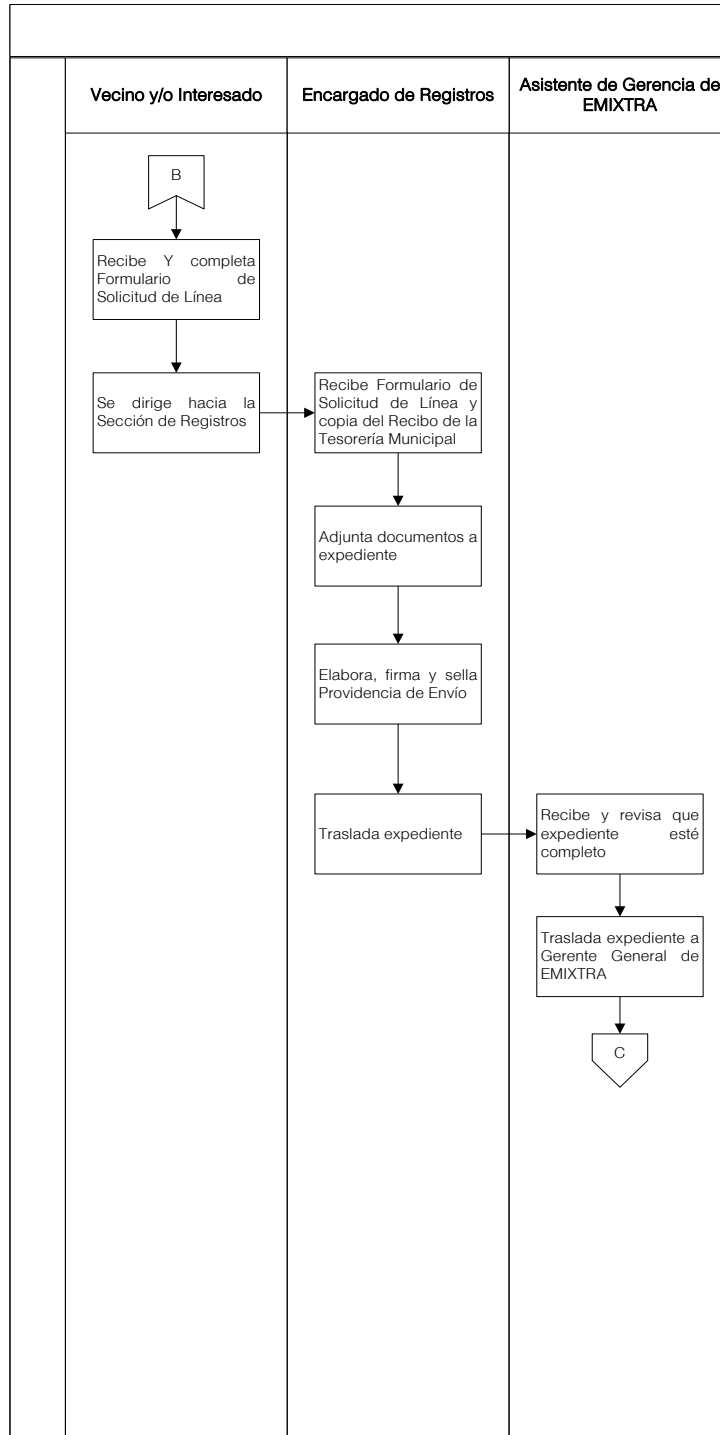 Vecino y/o Interesado
Encargado de Registros
Asistente de Gerencia de
EMIXTRA
B
Recibe Y completa
Formulario de
Solicitud de Línea
Se dirige hacia la
Sección de Registros
Recibe Formulario de
Solicitud de Línea y
copia del Recibo de la
Tesorería Municipal
Adjunta documentos a
expediente
Elabora, firma y sella
Providencia de Envío
Traslada expediente
Recibe y revisa que
expediente esté
completo
Traslada expediente a
Gerente General de
EMIXTRA
C